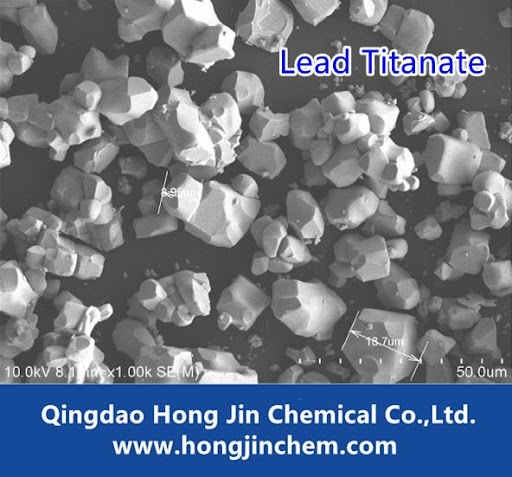 Lead Titanate
18.7um
10.0kV x1.00k SE(M)
50.0um
Qingdao Hong Jin Chemical Co.,Ltd.
www.hongjinchem.com